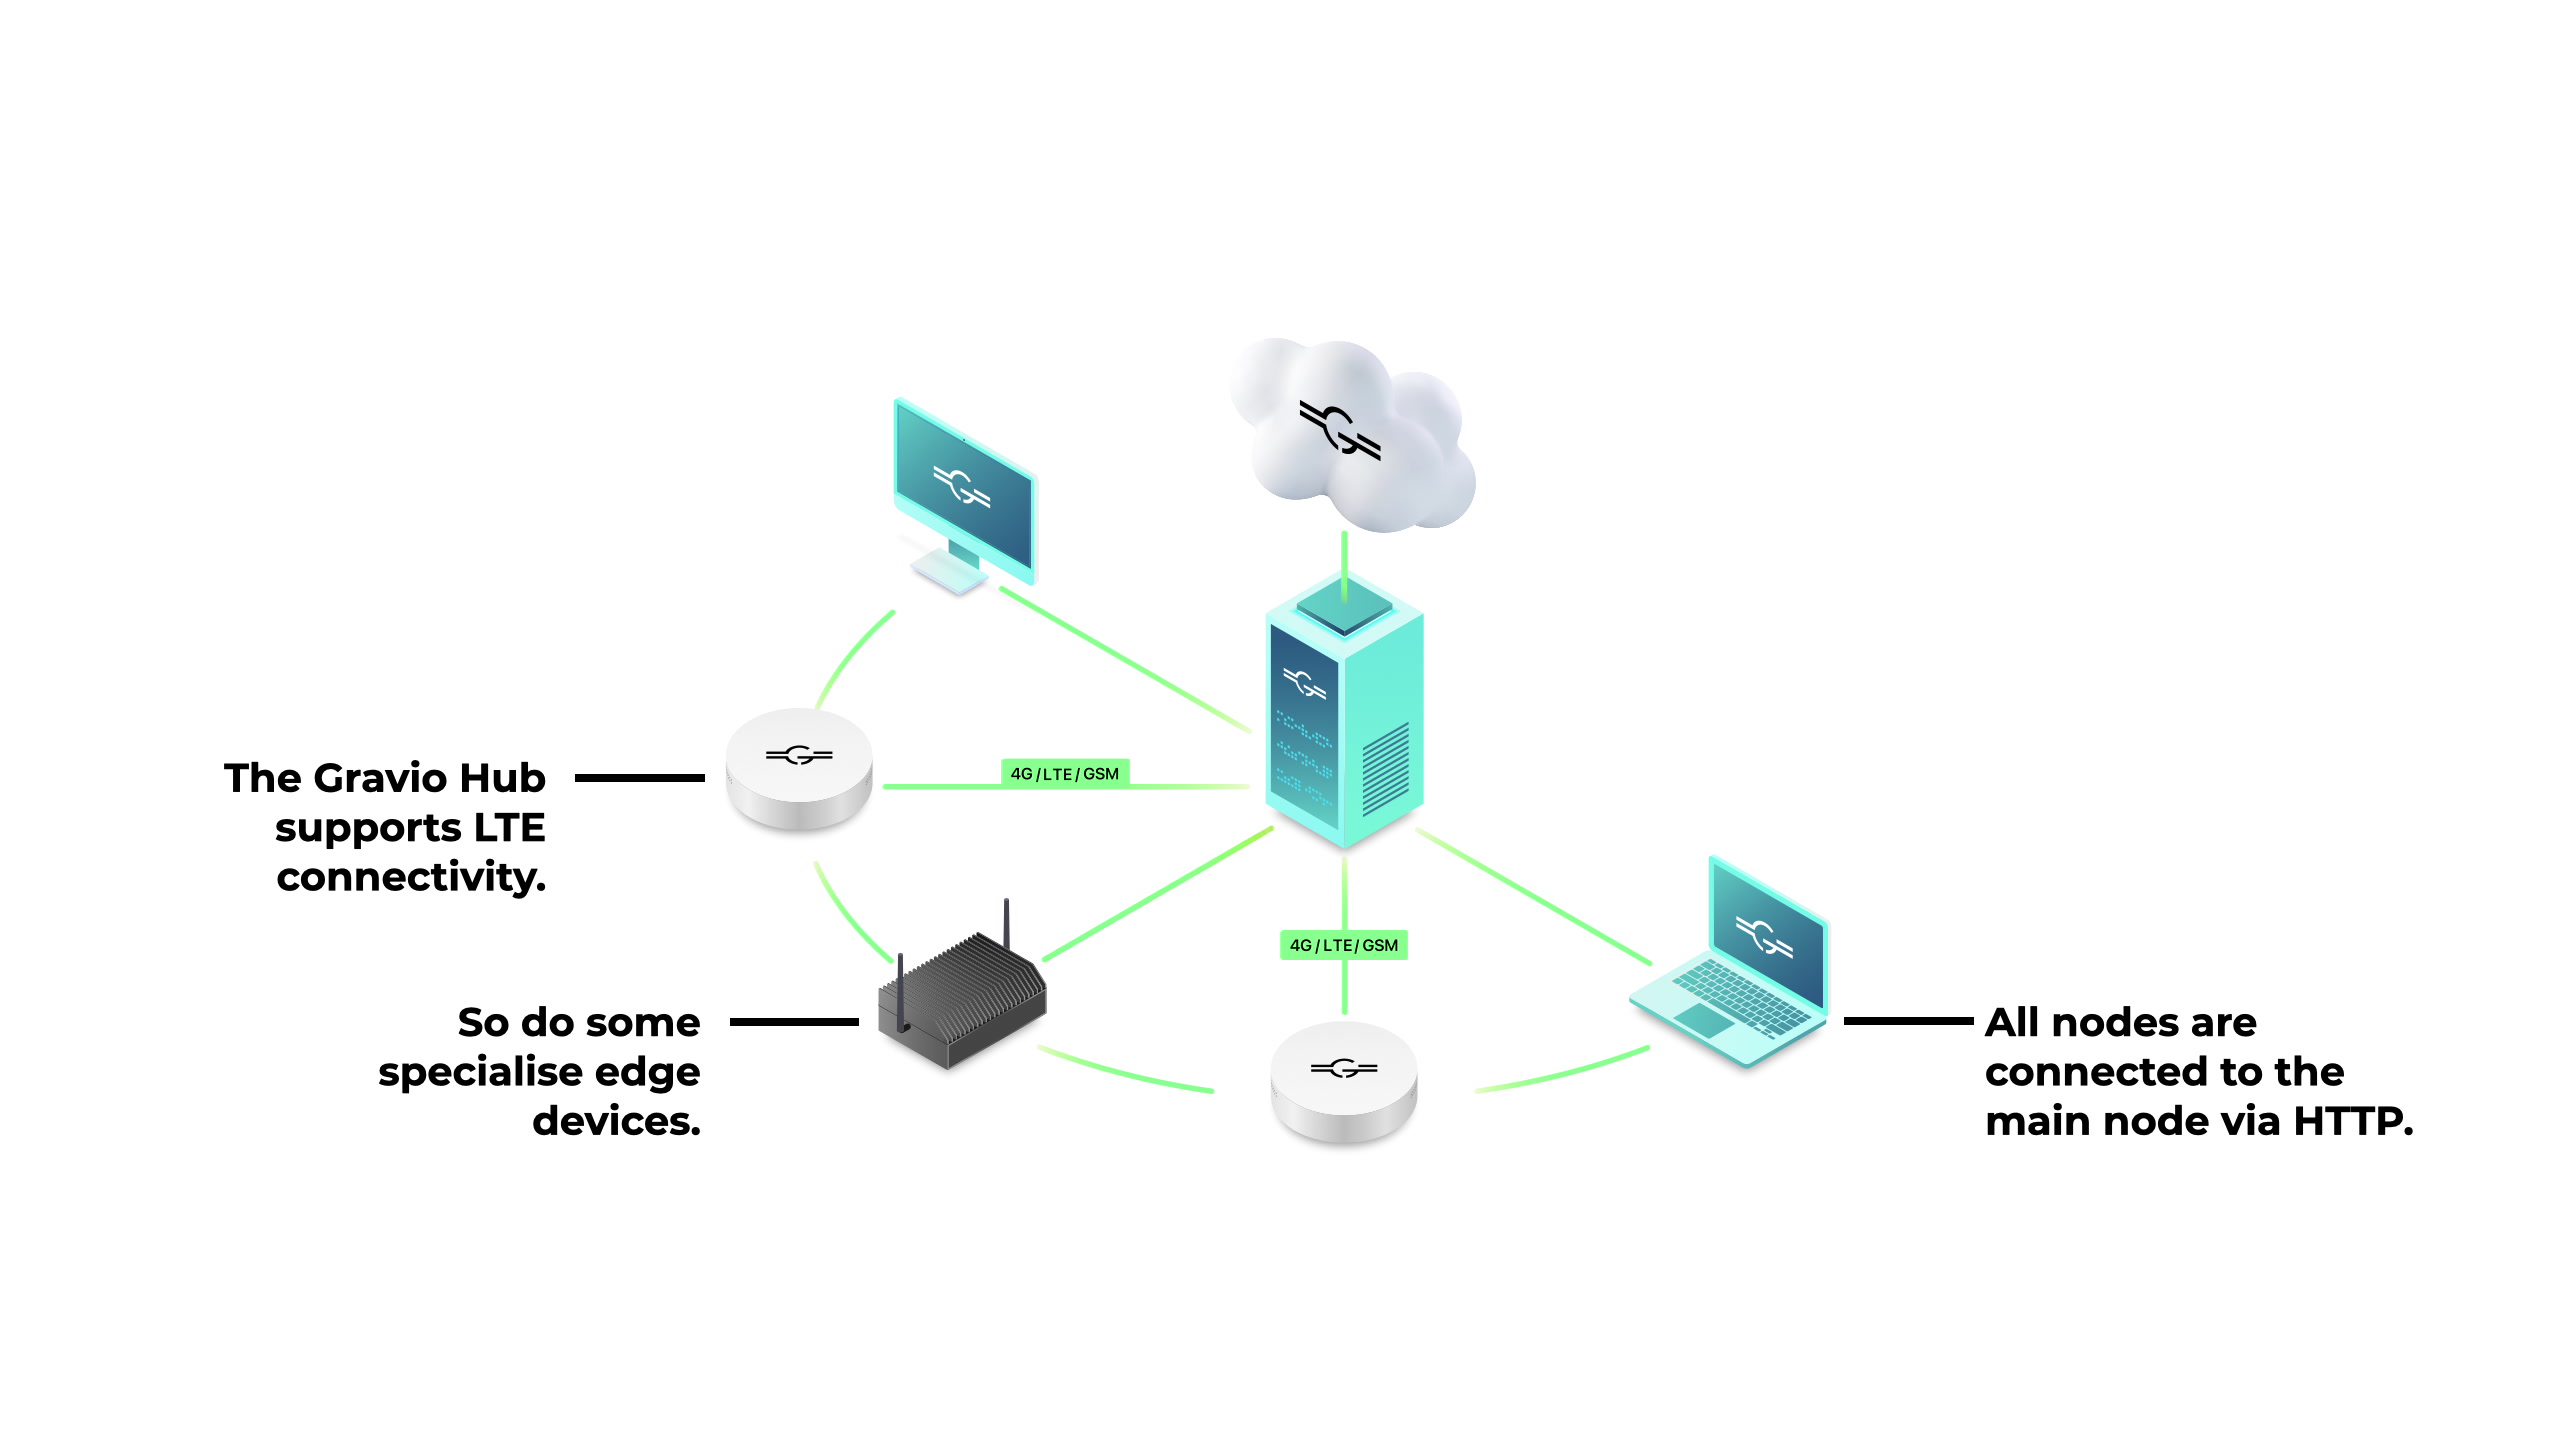 4G / LTE / GSM
The Gravio Hub
supports LTE
connectivity.
4G / LTE / GSM
So do some
specialise edge
devices.
All nodes are
connected to the
main node via HTTP.